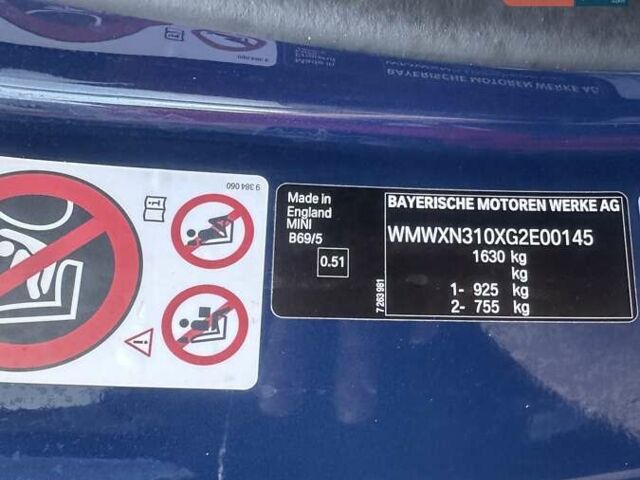 BAYERISCHE MOTOREN WERKE AG
9 384 060
Made in
England
MINI
B69/5
0.51
7 263 981
BAYERISCHE MOTOREN WERKE AG
WMWXN310XG2E00145
1630 kg
kg
1- 925 kg
2- 755 kg